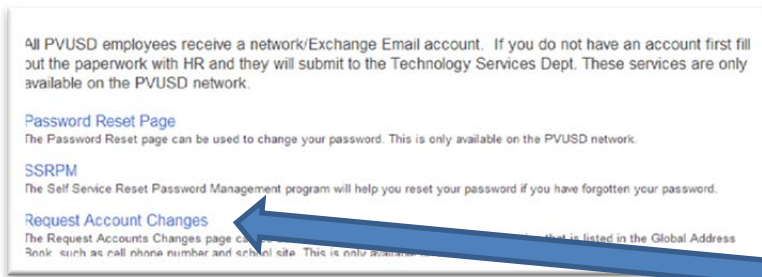 All PVUSD employees receive a network/Exchange Email account. If you do not have an account first fill
out the paperwork with HR and they will submit to the Technology Services Dept. These services are only
available on the PVUSD network.
Password Reset Page
The Password Reset page can be used to change your password. This is only available on the PVUSD network.
SSRPM
The Self Service Reset Password Management program will help you reset your password if you have forgotten your password.
Request Account Changes
The Request Accounts Changes page that is listed in the Global Address
Book, such as cell phone number and school site. This is only